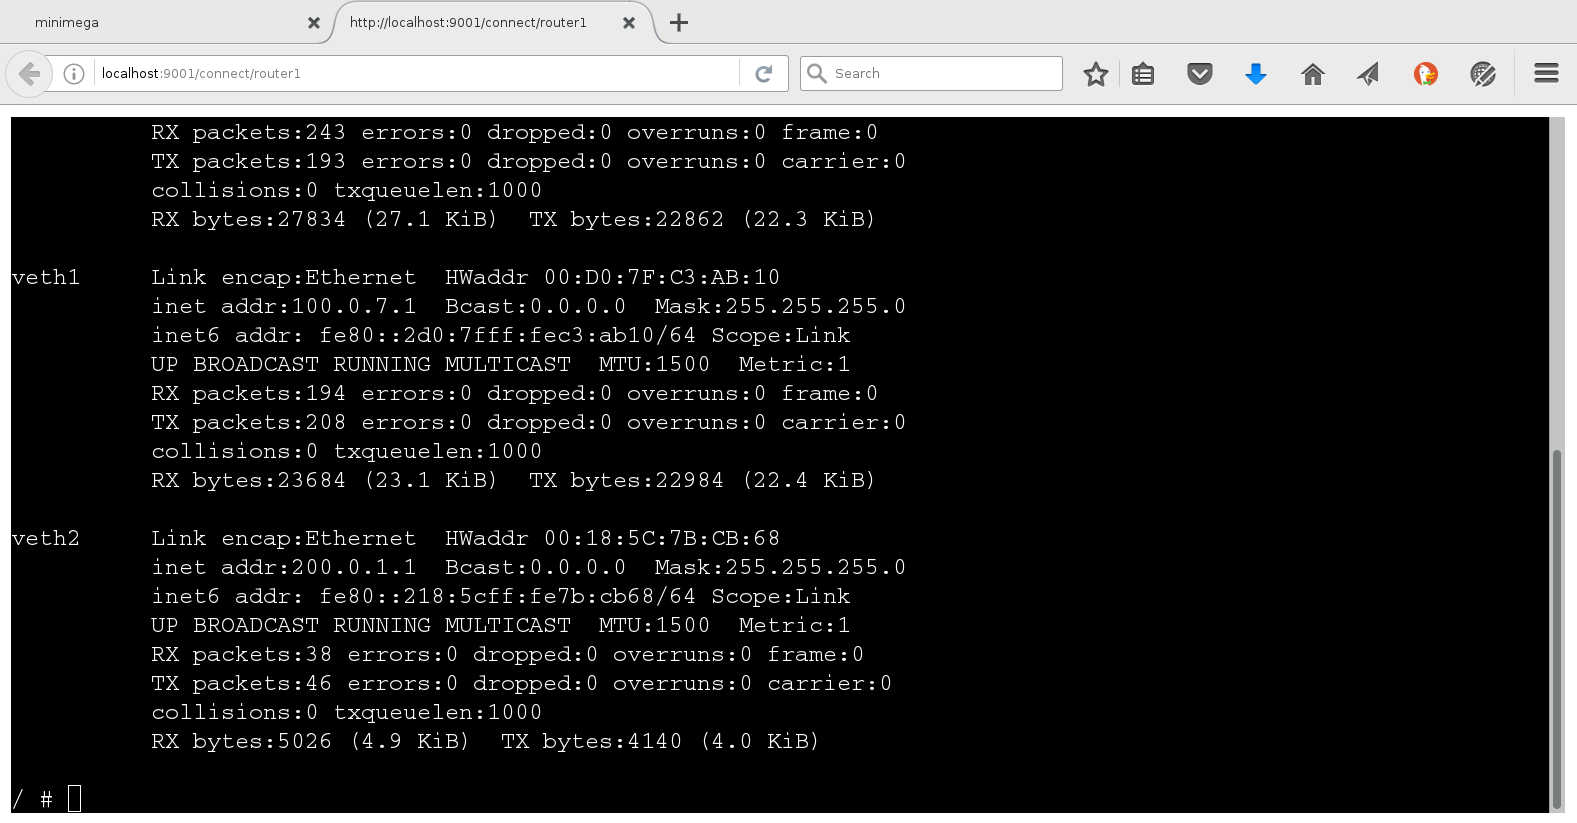 minimega
http://localhost:9001/connect/router1
localhost:9001/connect/router1
Search
RX packets:243 errors:0 dropped:0 overruns:0 frame:0
TX packets:193 errors:0 dropped:0 overruns:0 carrier:0
collisions:0 txqueuelen:1000
RX bytes:27834 (27.1 KiB)  TX bytes:22862 (22.3 KiB)
veth1     Link encap:Ethernet  HWaddr 00:D0:7F:C3:AB:10
inet addr:100.0.7.1  Bcast:0.0.0.0  Mask:255.255.255.0
inet6 addr: fe80::2d0:7fff:fec3:ab10/64 Scope:Link
UP BROADCAST RUNNING MULTICAST  MTU:1500  Metric:1
RX packets:194 errors:0 dropped:0 overruns:0 frame:0
TX packets:208 errors:0 dropped:0 overruns:0 carrier:0
collisions:0 txqueuelen:1000
RX bytes:23684 (23.1 KiB)  TX bytes:22984 (22.4 KiB)
veth2     Link encap:Ethernet  HWaddr 00:18:5C:7B:CB:68
inet addr:200.0.1.1  Bcast:0.0.0.0  Mask:255.255.255.0
inet6 addr: fe80::218:5cff:fe7b:cb68/64 Scope:Link
UP BROADCAST RUNNING MULTICAST  MTU:1500  Metric:1
RX packets:38 errors:0 dropped:0 overruns:0 frame:0
TX packets:46 errors:0 dropped:0 overruns:0 carrier:0
collisions:0 txqueuelen:1000
RX bytes:5026 (4.9 KiB)  TX bytes:4140 (4.0 KiB)
/ #